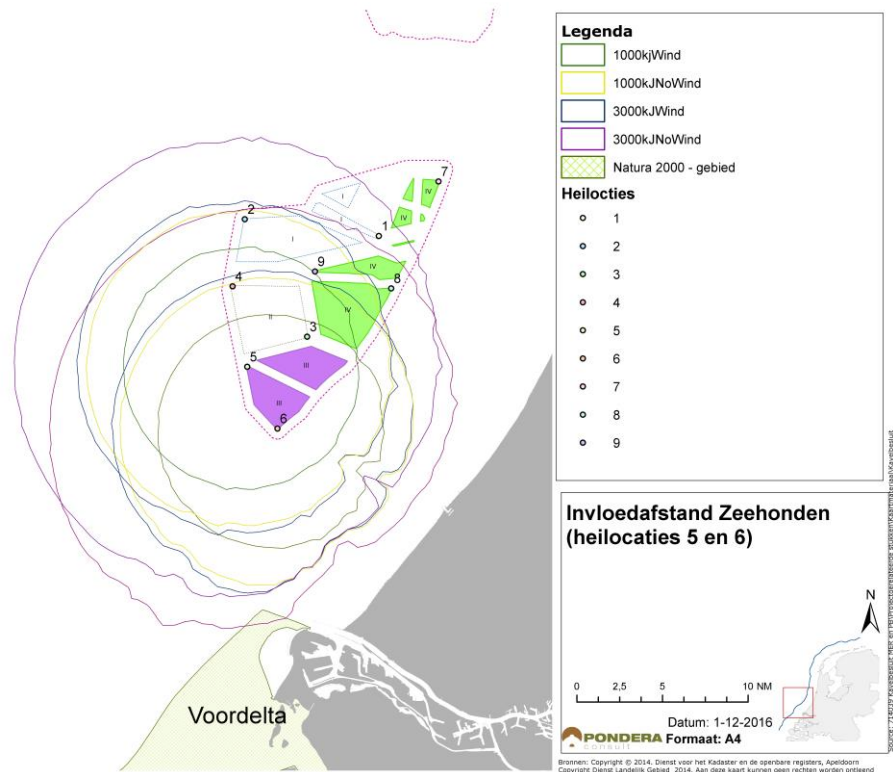 7
IV
IV
I
I
2
1
I
9
IV
8
4
IV
II
3
5
III
III
6
Voordelta
Legenda
1000kjWind
1000kJNoWind
3000kJWind
3000kJNoWind
Natura 2000 - gebied
Heilocties
1
2
3
4
5
6
7
8
9
Invloedafstand Zeehonden
(heilocaties 5 en 6)
N
0 2,5 5 10 NM
Datum: 1-12-2016
PONDERA
consult
Formaat: A4
Bronnen: Copyright © 2014, Dienst voor het Kadaster en de openbare registers, Apeldoorn
Copyright Dienst Landelijk Gebied 2014. Aan deze kaart kunnen geen rechten worden ontleend